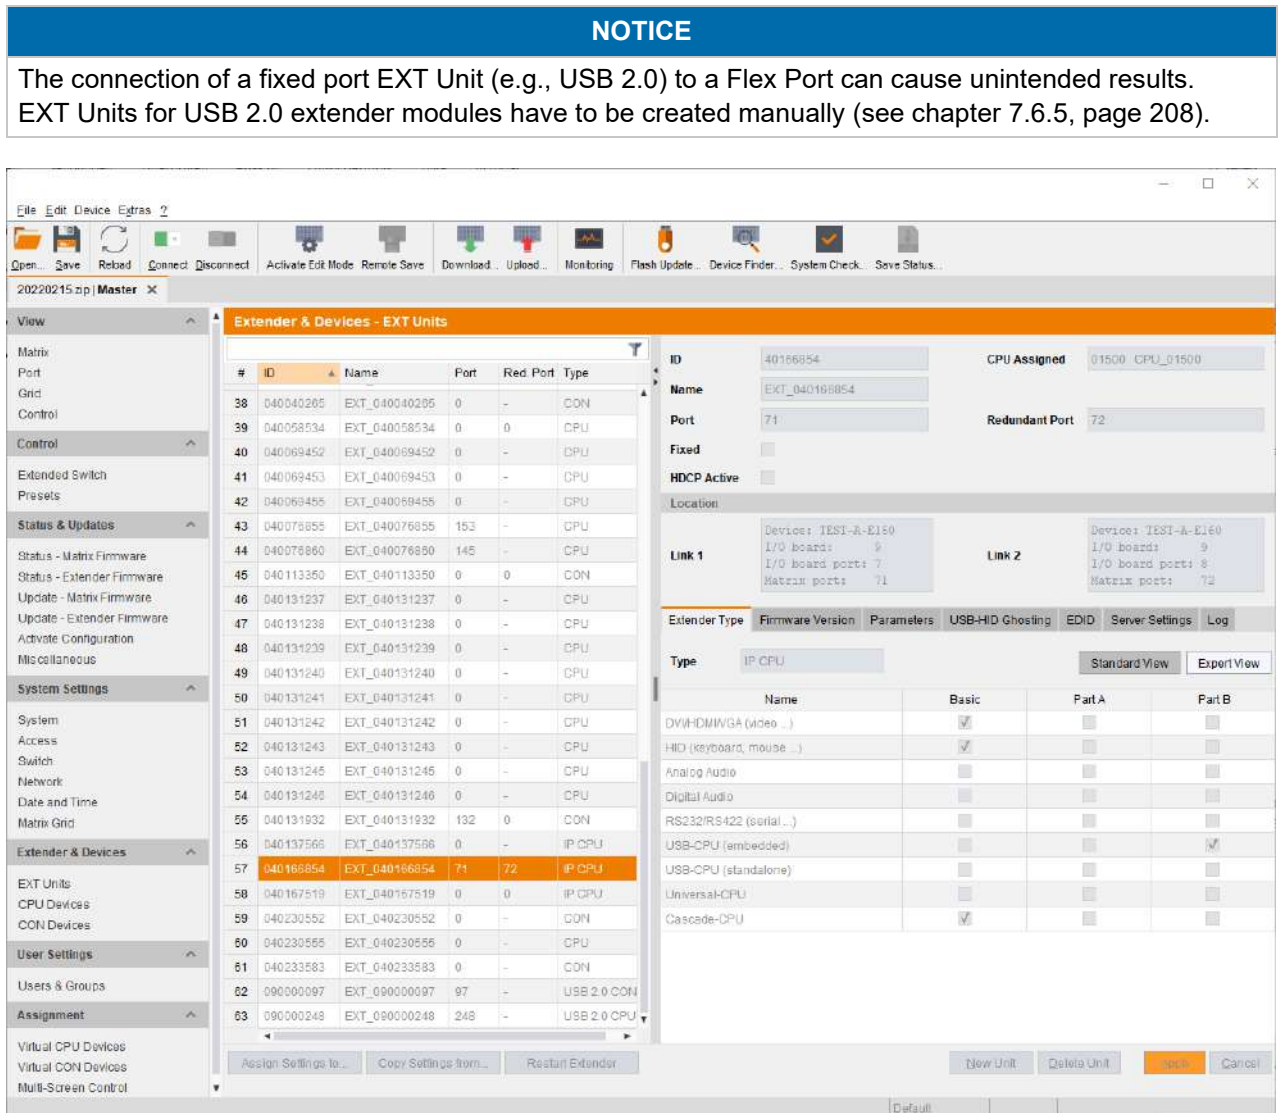 NOTICE
The connection of a fixed port EXT Unit (e.g., USB 2.0) to a Flex Port can cause unintended results.
EXT Units for USB 2.0 extender modules have to be created manually (see chapter 7.6.5, page 208).
File Edit Device Extras ?
Open... Save Reload Connect Disconnect Activate Edit Mode Remote Save Download... Upload... Monitoring Flash Update... Device Finder... System Check... Save Status...
20220215.zip | Master
View
Matrix
Port
Grid
Control
Control
Extended Switch
Presets
Status & Updates
Status - Matrix Firmware
Status - Extender Firmware
Update - Matrix Firmware
Update - Extender Firmware
Activate Configuration
Miscellaneous
System Settings
System
Access
Switch
Network
Date and Time
Matrix Grid
Extender & Devices
EXT Units
CPU Devices
CON Devices
User Settings
Users & Groups
Assignment
Virtual CPU Devices
Virtual CON Devices
Multi-Screen Control
Extender & Devices - EXT Units
# ID Name Port Red. Port Type
38 040040265 EXT_040040265 0 - CON
39 040058534 EXT_040058534 0 0 CPU
40 040069452 EXT_040069452 0 - CPU
41 040069453 EXT_040069453 0 - CPU
42 040069455 EXT_040069455 0 - CPU
43 040076855 EXT_040076855 153 - CPU
44 040076860 EXT_040076860 145 - CPU
45 040113350 EXT_040113350 0 0 CON
46 040131237 EXT_040131237 0 - CPU
47 040131238 EXT_040131238 0 - CPU
48 040131239 EXT_040131239 0 - CPU
49 040131240 EXT_040131240 0 - CPU
50 040131241 EXT_040131241 0 - CPU
51 040131242 EXT_040131242 0 - CPU
52 040131243 EXT_040131243 0 - CPU
53 040131245 EXT_040131245 0 - CPU
54 040131246 EXT_040131246 0 - CPU
55 040131932 EXT_040131932 132 0 CON
56 040137566 EXT_040137566 0 - IP CPU
57 040166854 EXT_040166854 71 72 IP CPU
58 040167519 EXT_040167519 0 0 IP CPU
59 040230552 EXT_040230552 0 - CON
60 040230555 EXT_040230555 0 - CPU
61 040233583 EXT_040233583 0 - CON
62 090000097 EXT_090000097 97 - USB 2.0 CON
63 090000248 EXT_090000248 248 - USB 2.0 CPU
Assign Settings to... Copy Settings from... Restart Extender
ID 40166854 CPU Assigned 01500 CPU_01500
Name EXT_040166854
Port 71 Redundant Port 72
Fixed
HDCP Active
Location
Link 1
Device: TEST-A-E160
I/O board: 9
I/O board port: 7
Matrix port: 71
Link 2
Device: TEST-A-E160
I/O board: 9
I/O board port: 8
Matrix port: 72
Extender Type Firmware Version Parameters USB-HID Ghosting EDID Server Settings Log
Type IP CPU Standard View Expert View
Name Basic Part A Part B
DVI/HDMI/VGA (video ...)
HID (keyboard, mouse ...)
Analog Audio
Digital Audio
RS232/RS422 (serial ...)
USB-CPU (embedded)
USB-CPU (standalone)
Universal-CPU
Cascade-CPU
New Unit Delete Unit Apply Cancel
Default